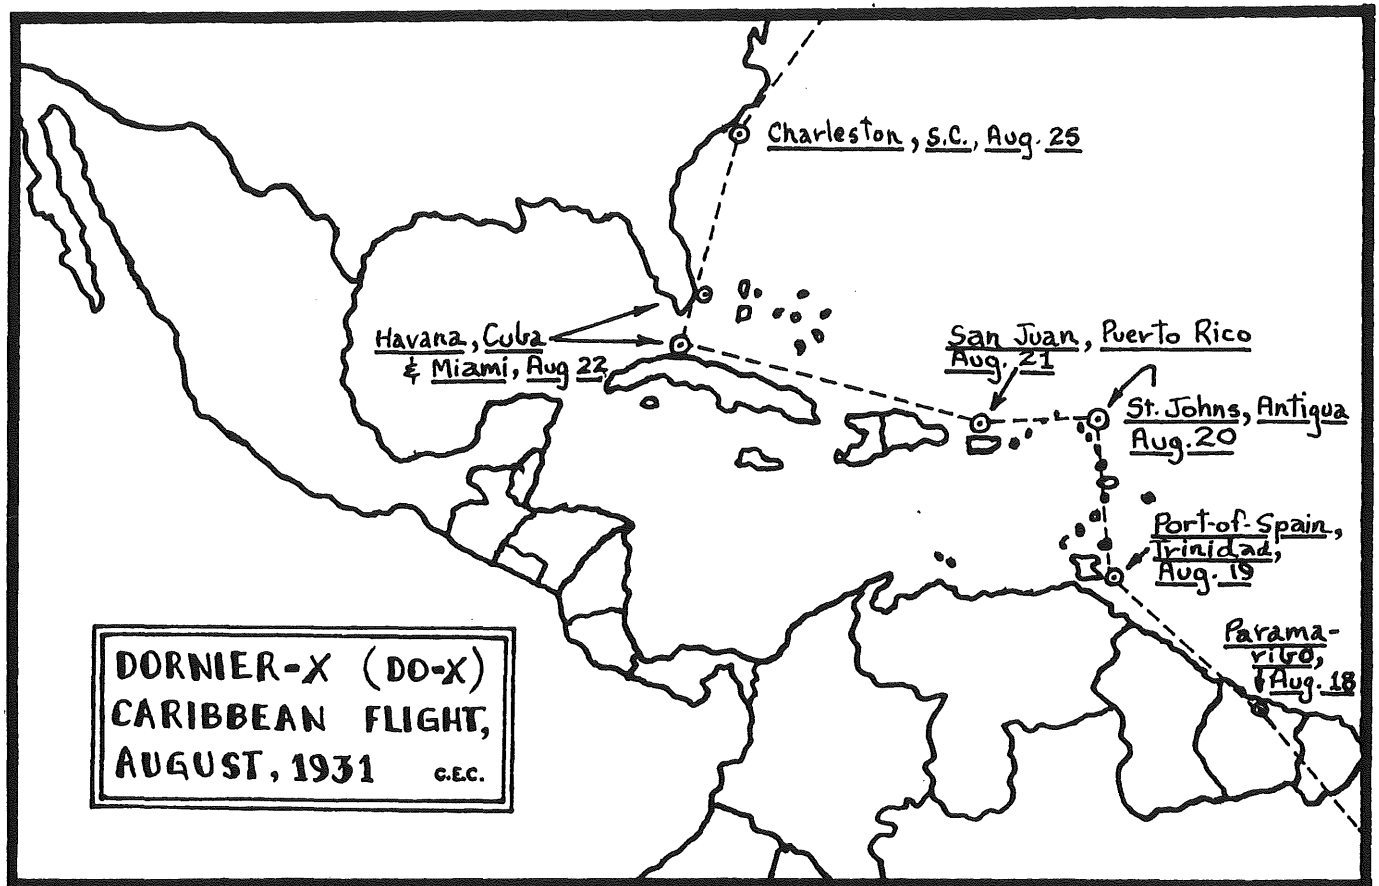 Charleston, S.C., Aug. 25
Havana, Cuba
& Miami, Aug 22
San Juan, Puerto Rico
Aug. 21
St. Johns, Antigua
Aug. 20
Port-of-Spain,
Trinidad,
Aug. 19
Parama-
ribo,
Aug. 18
DORNIER-X (DO-X)
CARIBBEAN FLIGHT,
AUGUST, 1931 C.E.C.